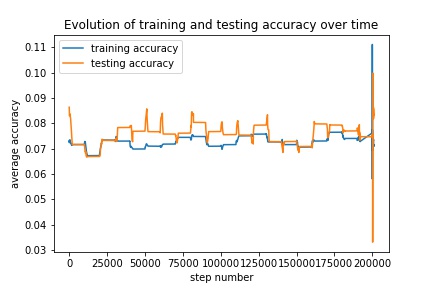 Evolution of training and testing accuracy over time
training accuracy
testing accuracy
average accuracy
0.11
0.10
0.09
0.08
0.07
0.06
0.05
0.04
0.03
0 25000 50000 75000 100000 125000 150000 175000 200000
step number